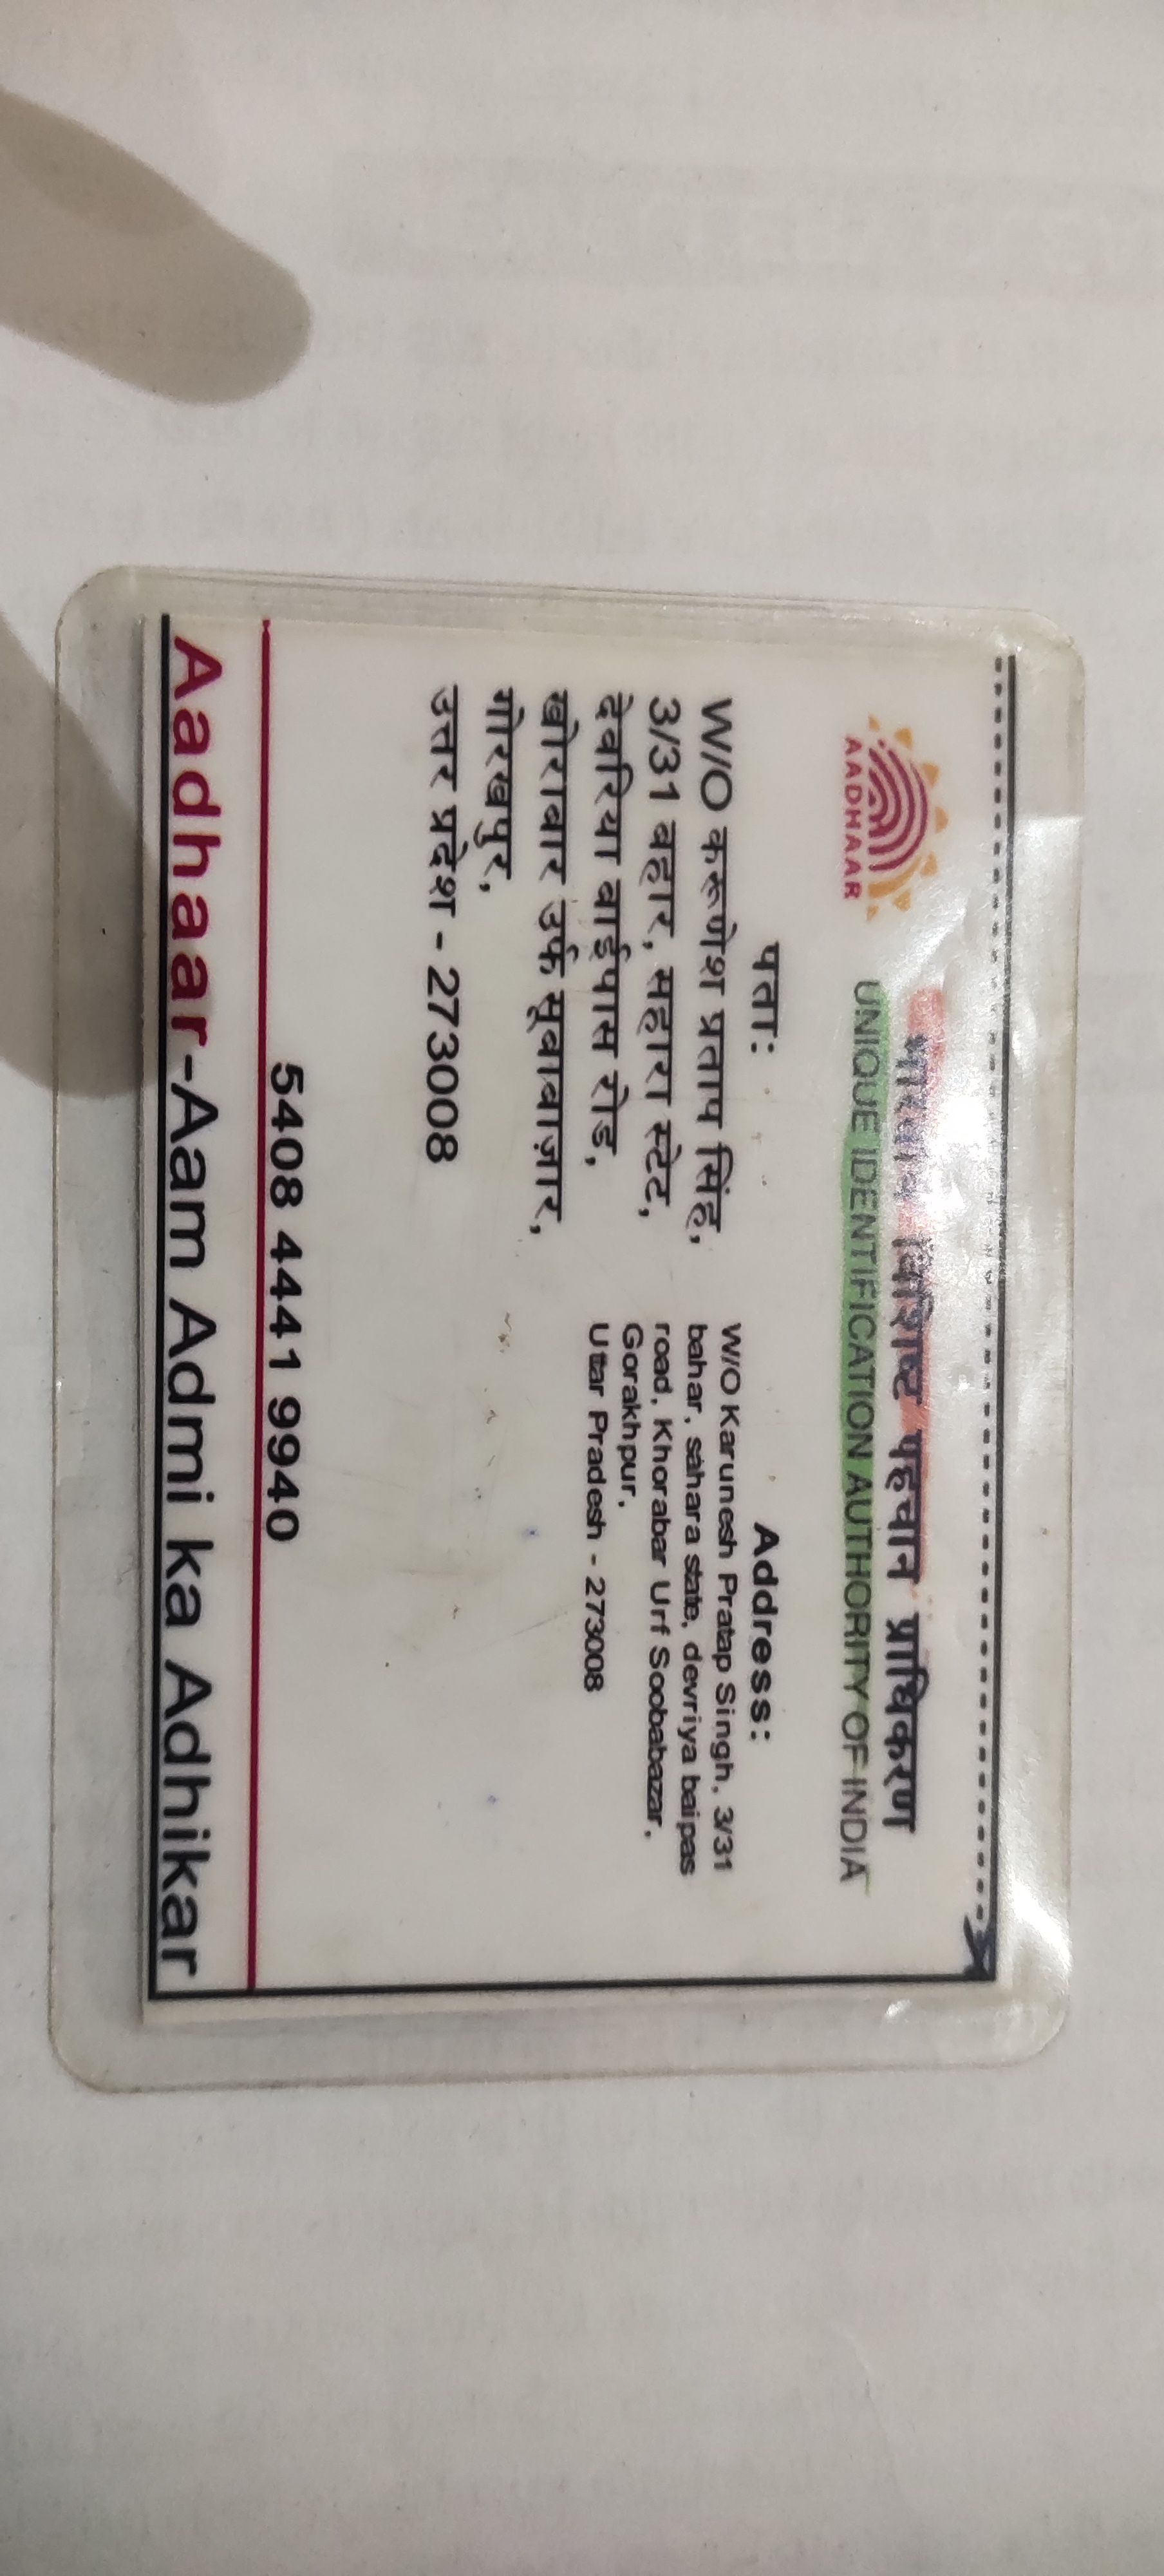 AADHAAR
भारतीय विशिष्ट पहचान प्राधिकरण
UNIQUE IDENTIFICATION AUTHORITY OF INDIA
पता:
W/O करूणेश प्रताप सिंह,
3/31 बहार, सहारा स्टेट,
देवरिया बाईपास रोड,
खोराबार उर्फ सूबाबाज़ार,
गोरखपुर,
उत्तर प्रदेश - 273008
Address:
W/O Karunesh Pratap Singh, 3/31
bahar, sahara state, devriya baipas
road, Khorabar Urf Soobabazar,
Gorakhpur,
Uttar Pradesh - 273008
5408 4441 9940
Aadhaar-Aam Admi ka Adhikar